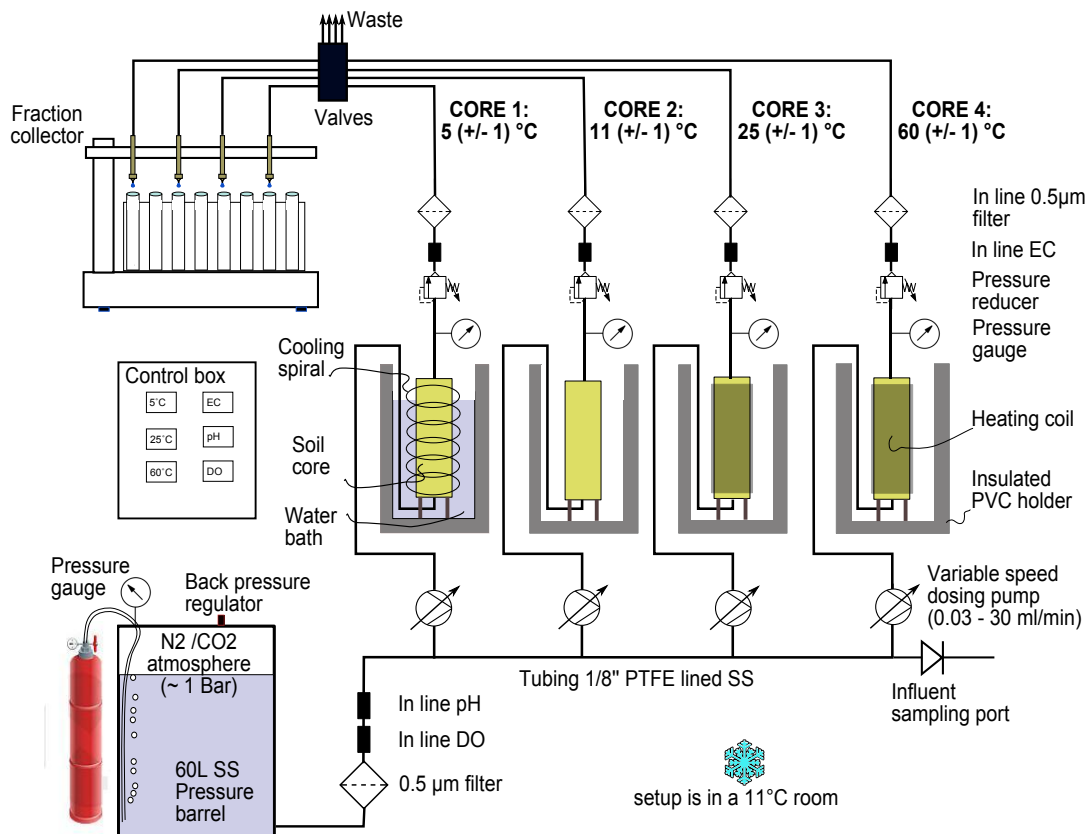 Waste
Fraction
collector
Valves
CORE 1:
5 (+/- 1) °C
CORE 2:
11 (+/- 1) °C
CORE 3:
25 (+/- 1) °C
CORE 4:
60 (+/- 1) °C
In line 0.5µm
filter
In line EC
Pressure
reducer
Pressure
gauge
Cooling
spiral
Control box
5°C
EC
25°C
pH
60°C
DO
Soil
core
Water
bath
Heating coil
Insulated
PVC holder
Pressure
gauge
Back pressure
regulator
Variable speed
dosing pump
(0.03 - 30 ml/min)
N2 /CO2
atmosphere
(~ 1 Bar)
Tubing 1/8" PTFE lined SS
Influent
sampling port
In line pH
In line DO
0.5 µm filter
60L SS
Pressure
barrel
setup is in a 11°C room